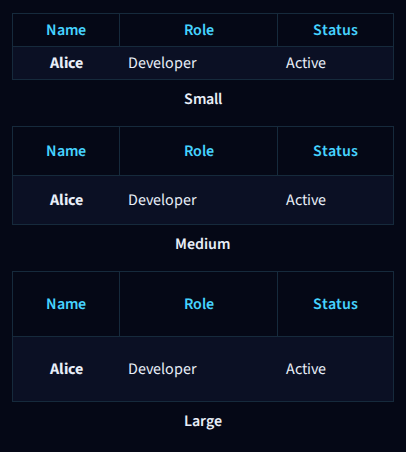 Name Role Status
Alice Developer Active
Small
Name Role Status
Alice Developer Active
Medium
Name Role Status
Alice Developer Active
Large